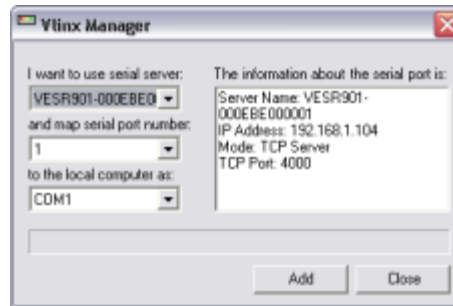 Vlinx Manager
I want to use serial server:
VESR901-000EBE0
and map serial port number:
1
to the local computer as:
COM1
The information about the serial port is:
Server Name: VESR901-
000EBE000001
IP Address: 192.168.1.104
Mode: TCP Server
TCP Port: 4000
Add
Close